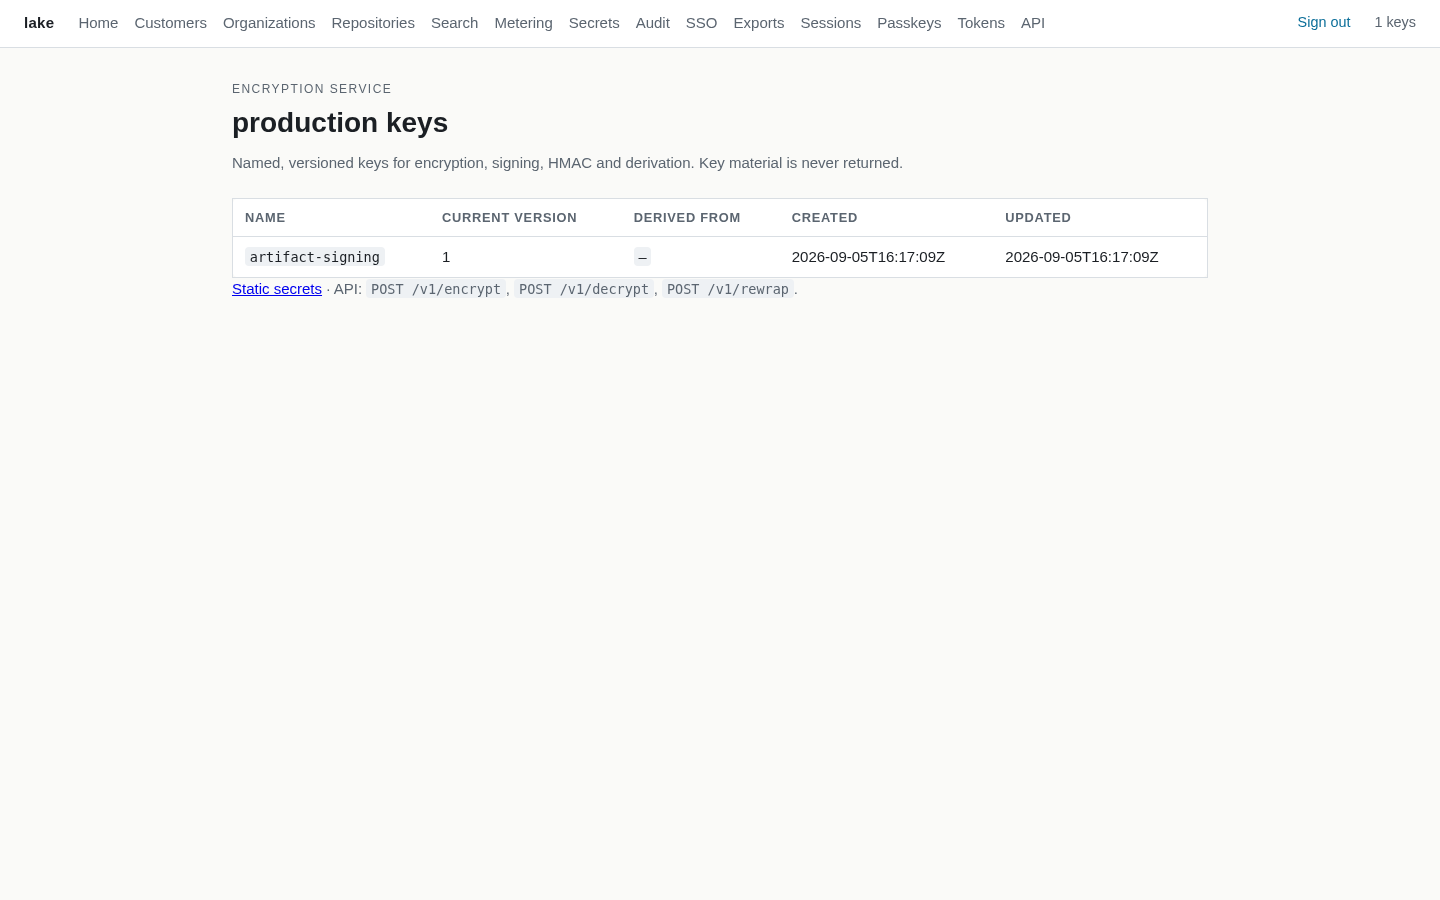 lake Home Customers Organizations Repositories Search Metering Secrets Audit SSO Exports Sessions Passkeys Tokens API Sign out 1 keys
ENCRYPTION SERVICE
production keys
Named, versioned keys for encryption, signing, HMAC and derivation. Key material is never returned.
NAME CURRENT VERSION DERIVED FROM CREATED UPDATED
artifact-signing 1 — 2026-09-05T16:17:09Z 2026-09-05T16:17:09Z
Static secrets · API: POST /v1/encrypt, POST /v1/decrypt, POST /v1/rewrap.